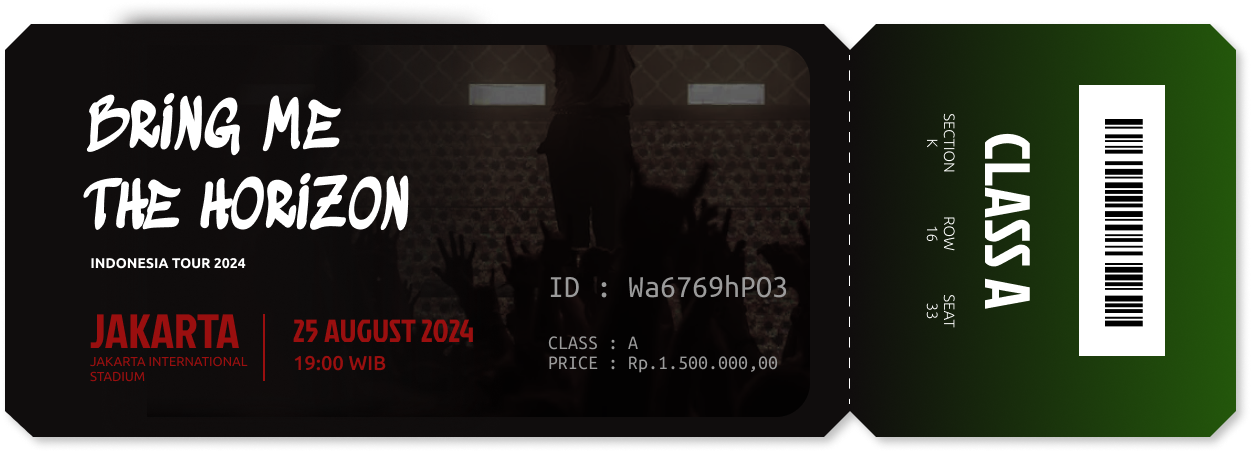 BRING ME
THE HORIZON
INDONESIA TOUR 2024
JAKARTA
JAKARTA INTERNATIONAL
STADIUM
25 AUGUST 2024
19:00 WIB
ID : Wa6769hPO3
CLASS : A
PRICE : Rp.1.500.000,00
SECTION
K
ROW
16
SEAT
33
CLASS A